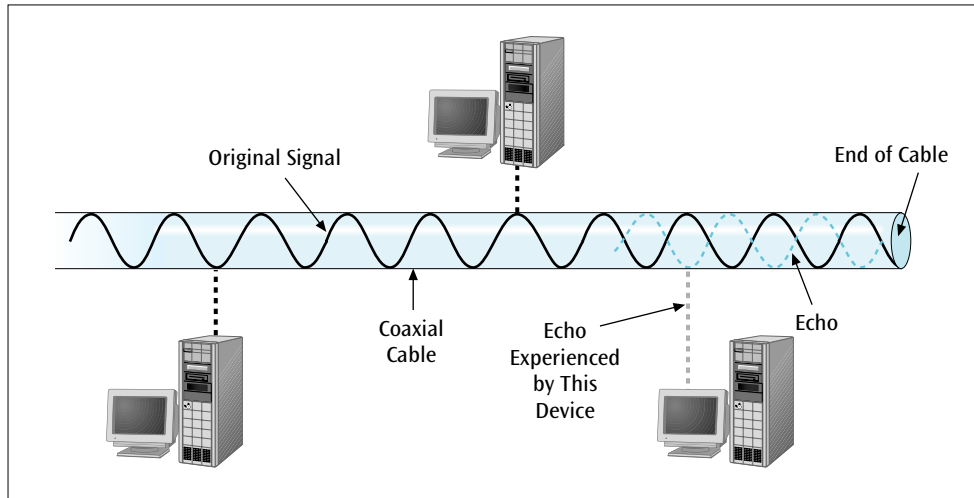 Original Signal
End of Cable
Coaxial
Cable
Echo
Experienced
by This
Device
Echo